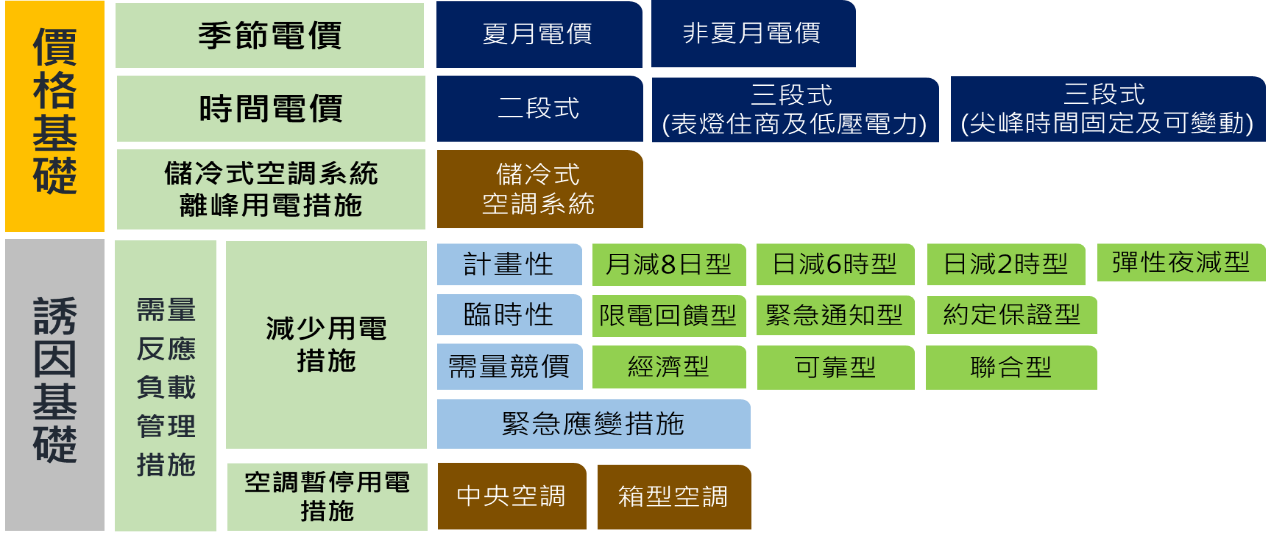 價格基礎
季節電價
夏月電價
非夏月電價
時間電價
二段式
三段式
(表燈住商及低壓電力)
三段式
(尖峰時間固定及可變動)
儲冷式空調系統
離峰用電措施
儲冷式
空調系統
誘因基礎
需量
反應
負載
管理
措施
減少用電
措施
計畫性
月減8日型
日減6時型
日減2時型
彈性夜減型
臨時性
限電回饋型
緊急通知型
約定保證型
需量競價
經濟型
可靠型
聯合型
緊急應變措施
空調暫停用電
措施
中央空調
箱型空調